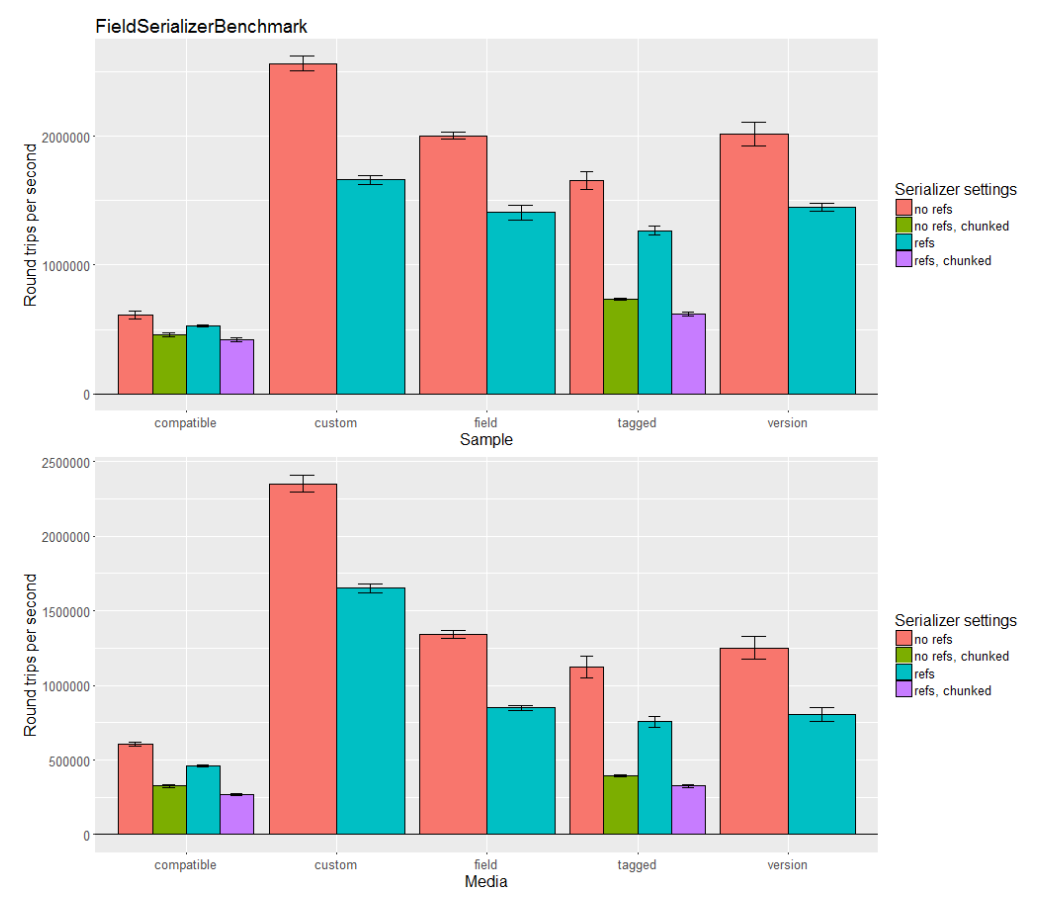 FieldSerializerBenchmark
Round trips per second
2000000
1000000
0
compatible custom field tagged version
Sample
Serializer settings
no refs
no refs, chunked
refs
refs, chunked
Round trips per second
2500000
2000000
1500000
1000000
500000
0
compatible custom field tagged version
Media
Serializer settings
no refs
no refs, chunked
refs
refs, chunked